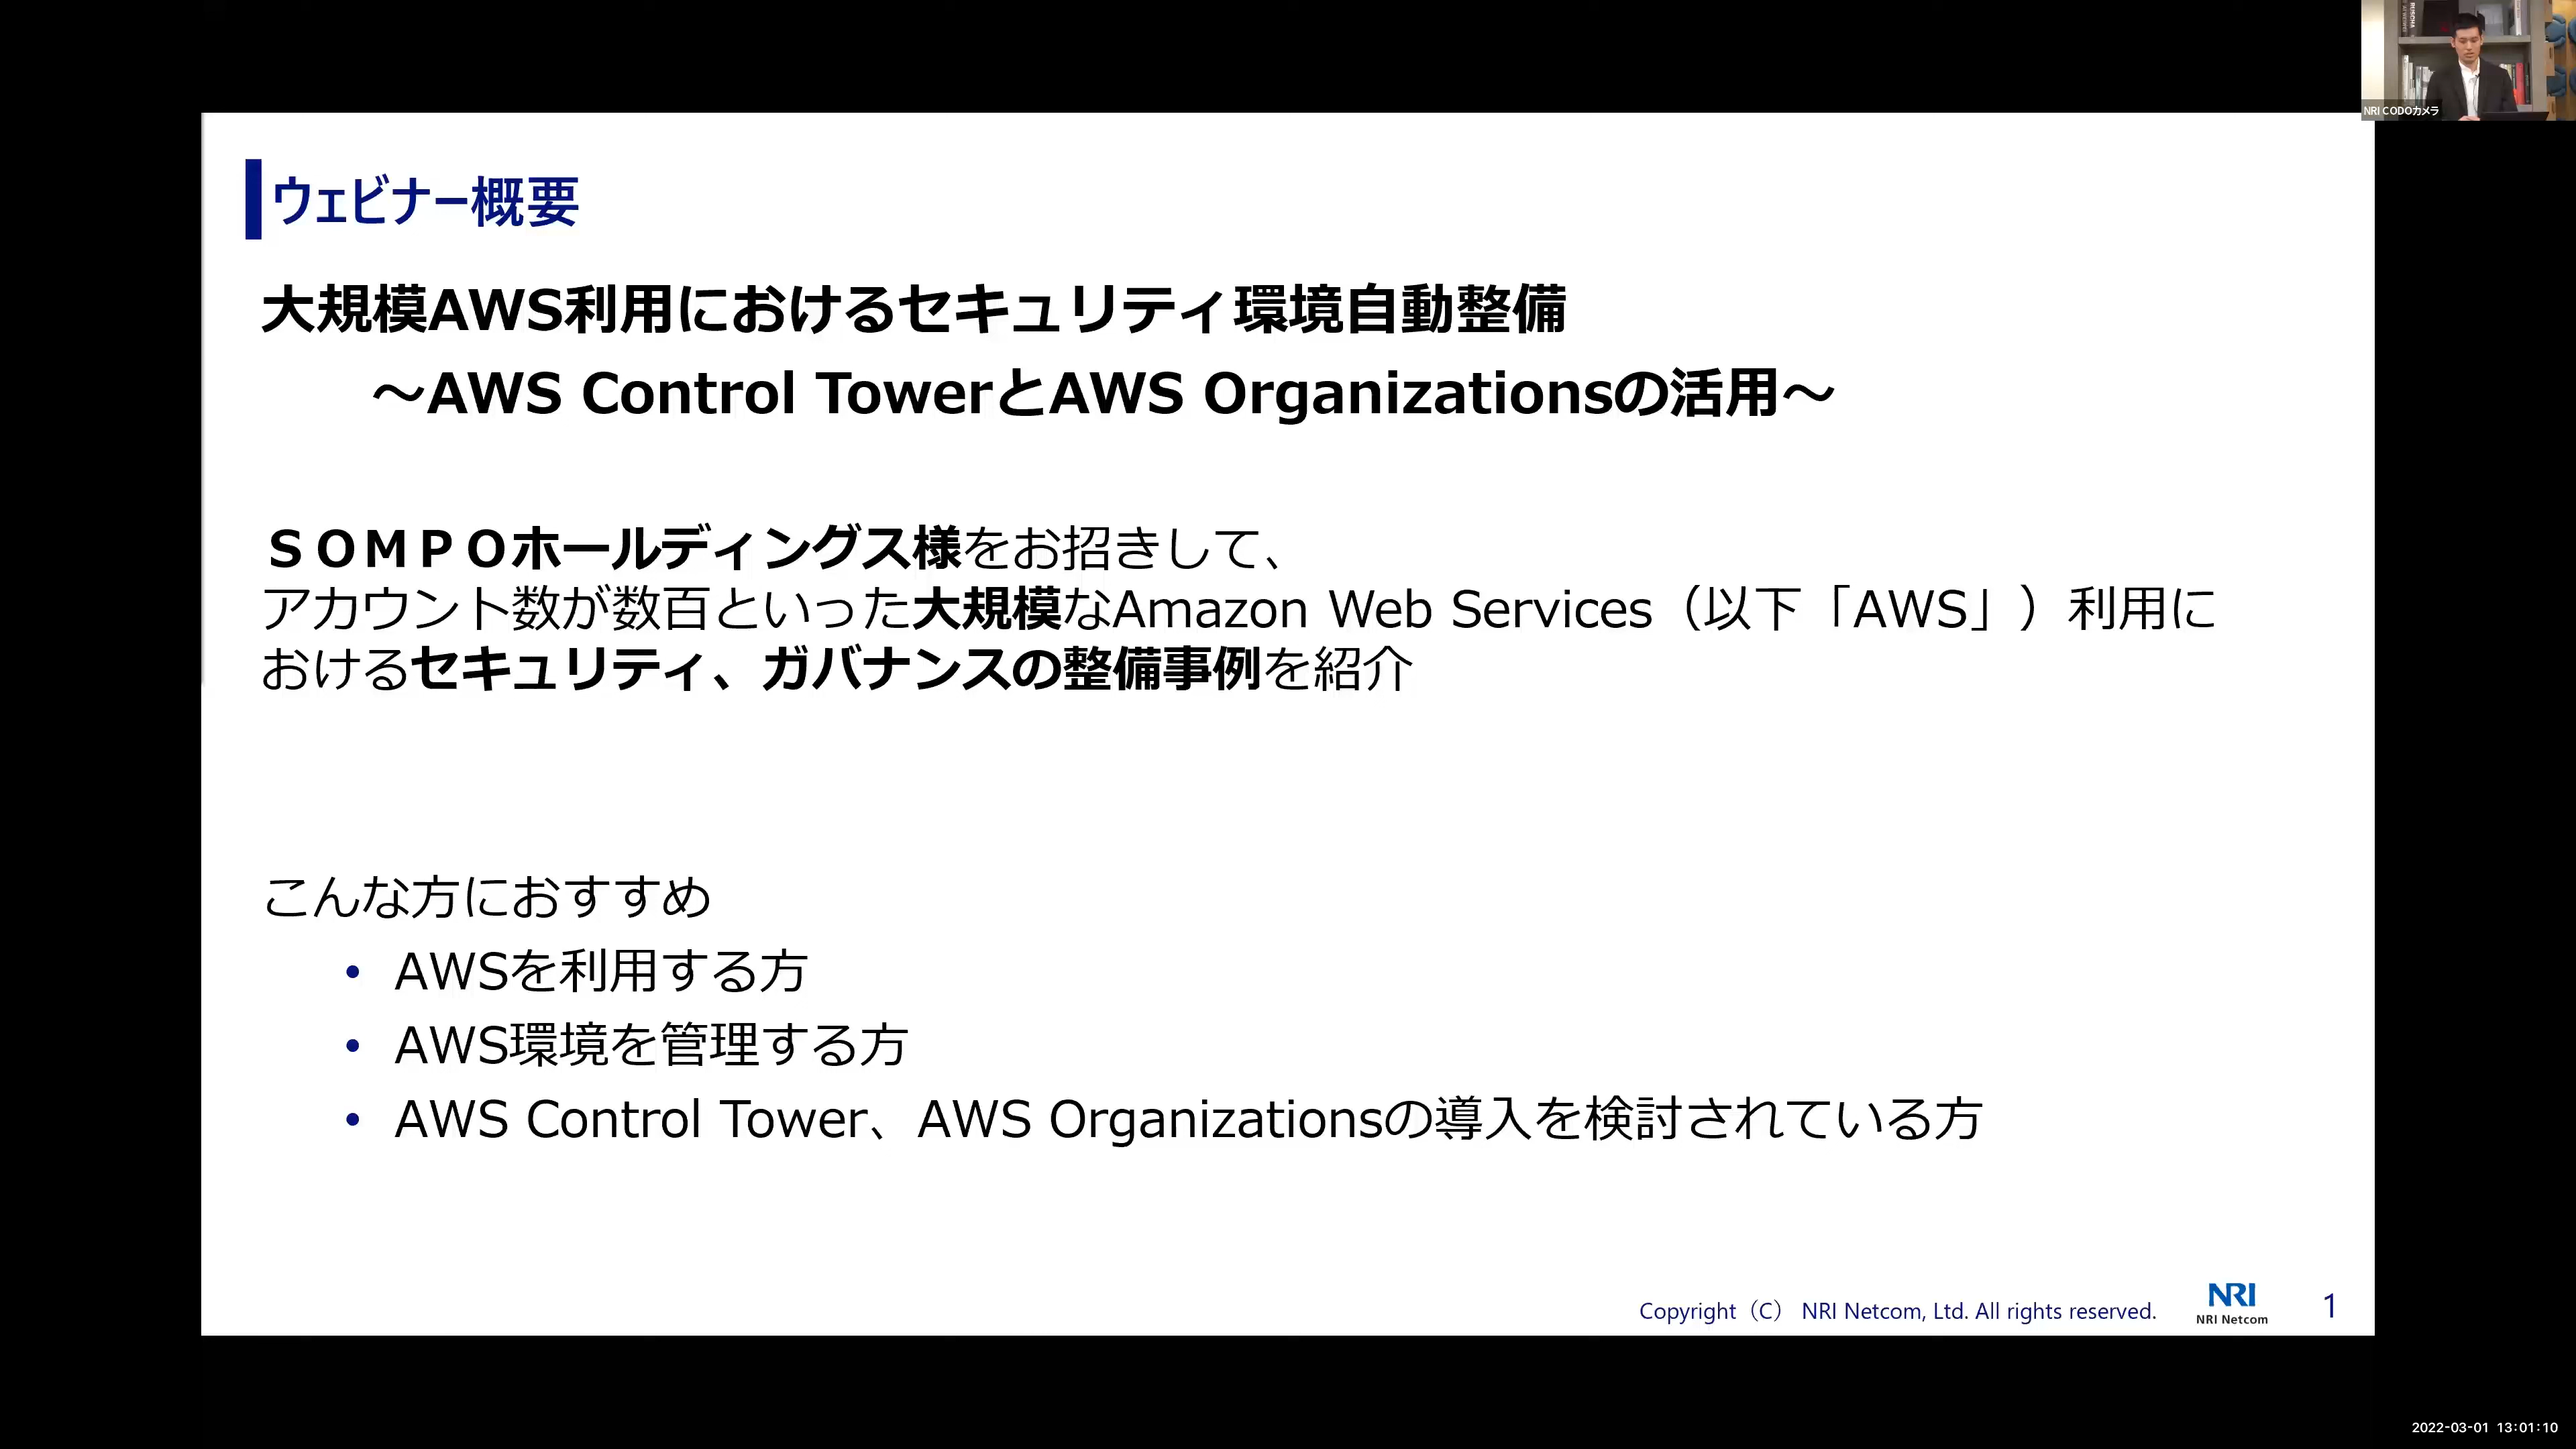 NRI CODOカメラ
ウェビナー概要
大規模AWS利用におけるセキュリティ環境自動整備
～AWS Control TowerとAWS Organizationsの活用～
ＳＯＭＰＯホールディングス様をお招きして、
アカウント数が数百といった大規模なAmazon Web Services（以下「AWS」）利用に
おけるセキュリティ、ガバナンスの整備事例を紹介
こんな方におすすめ
• AWSを利用する方
• AWS環境を管理する方
• AWS Control Tower、AWS Organizationsの導入を検討されている方
Copyright（C） NRI Netcom, Ltd. All rights reserved.
NRI
NRI Netcom
1
2022-03-01 13:01:10